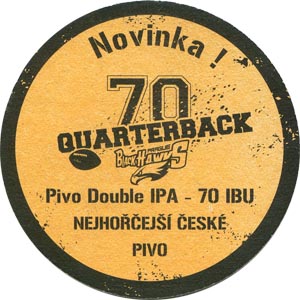 Novinka !
70
QUARTERBACK
PRAGUE
BLACKHAWKS
Pivo Double IPA - 70 IBU
NEJHOŘČEJŠÍ ČESKÉ
PIVO